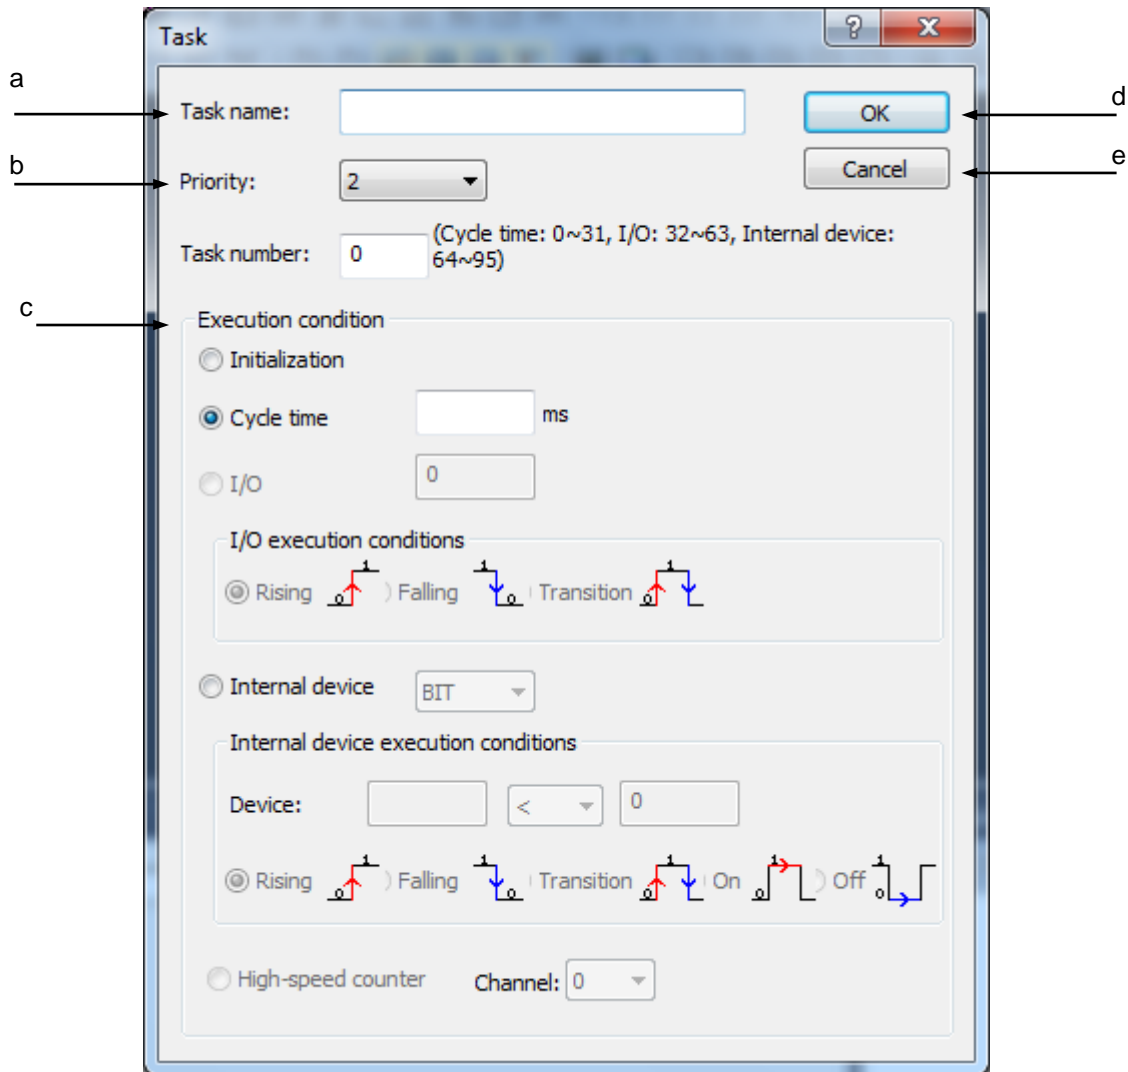 Task
?
X
a
Task name:
OK
d
b
Priority:
2
Cancel
e
Task number:
0
(Cycle time: 0~31, I/O: 32~63, Internal device:
64~95)
c
Execution condition
Initialization
Cycle time
ms
I/O
0
I/O execution conditions
Rising
0 1
Falling
1 0
Transition
0 1
Internal device
BIT
Internal device execution conditions
Device:
<
0
Rising
0 1
Falling
1 0
Transition
0 1
On
0 1
Off
1 0
High-speed counter
Channel:
0